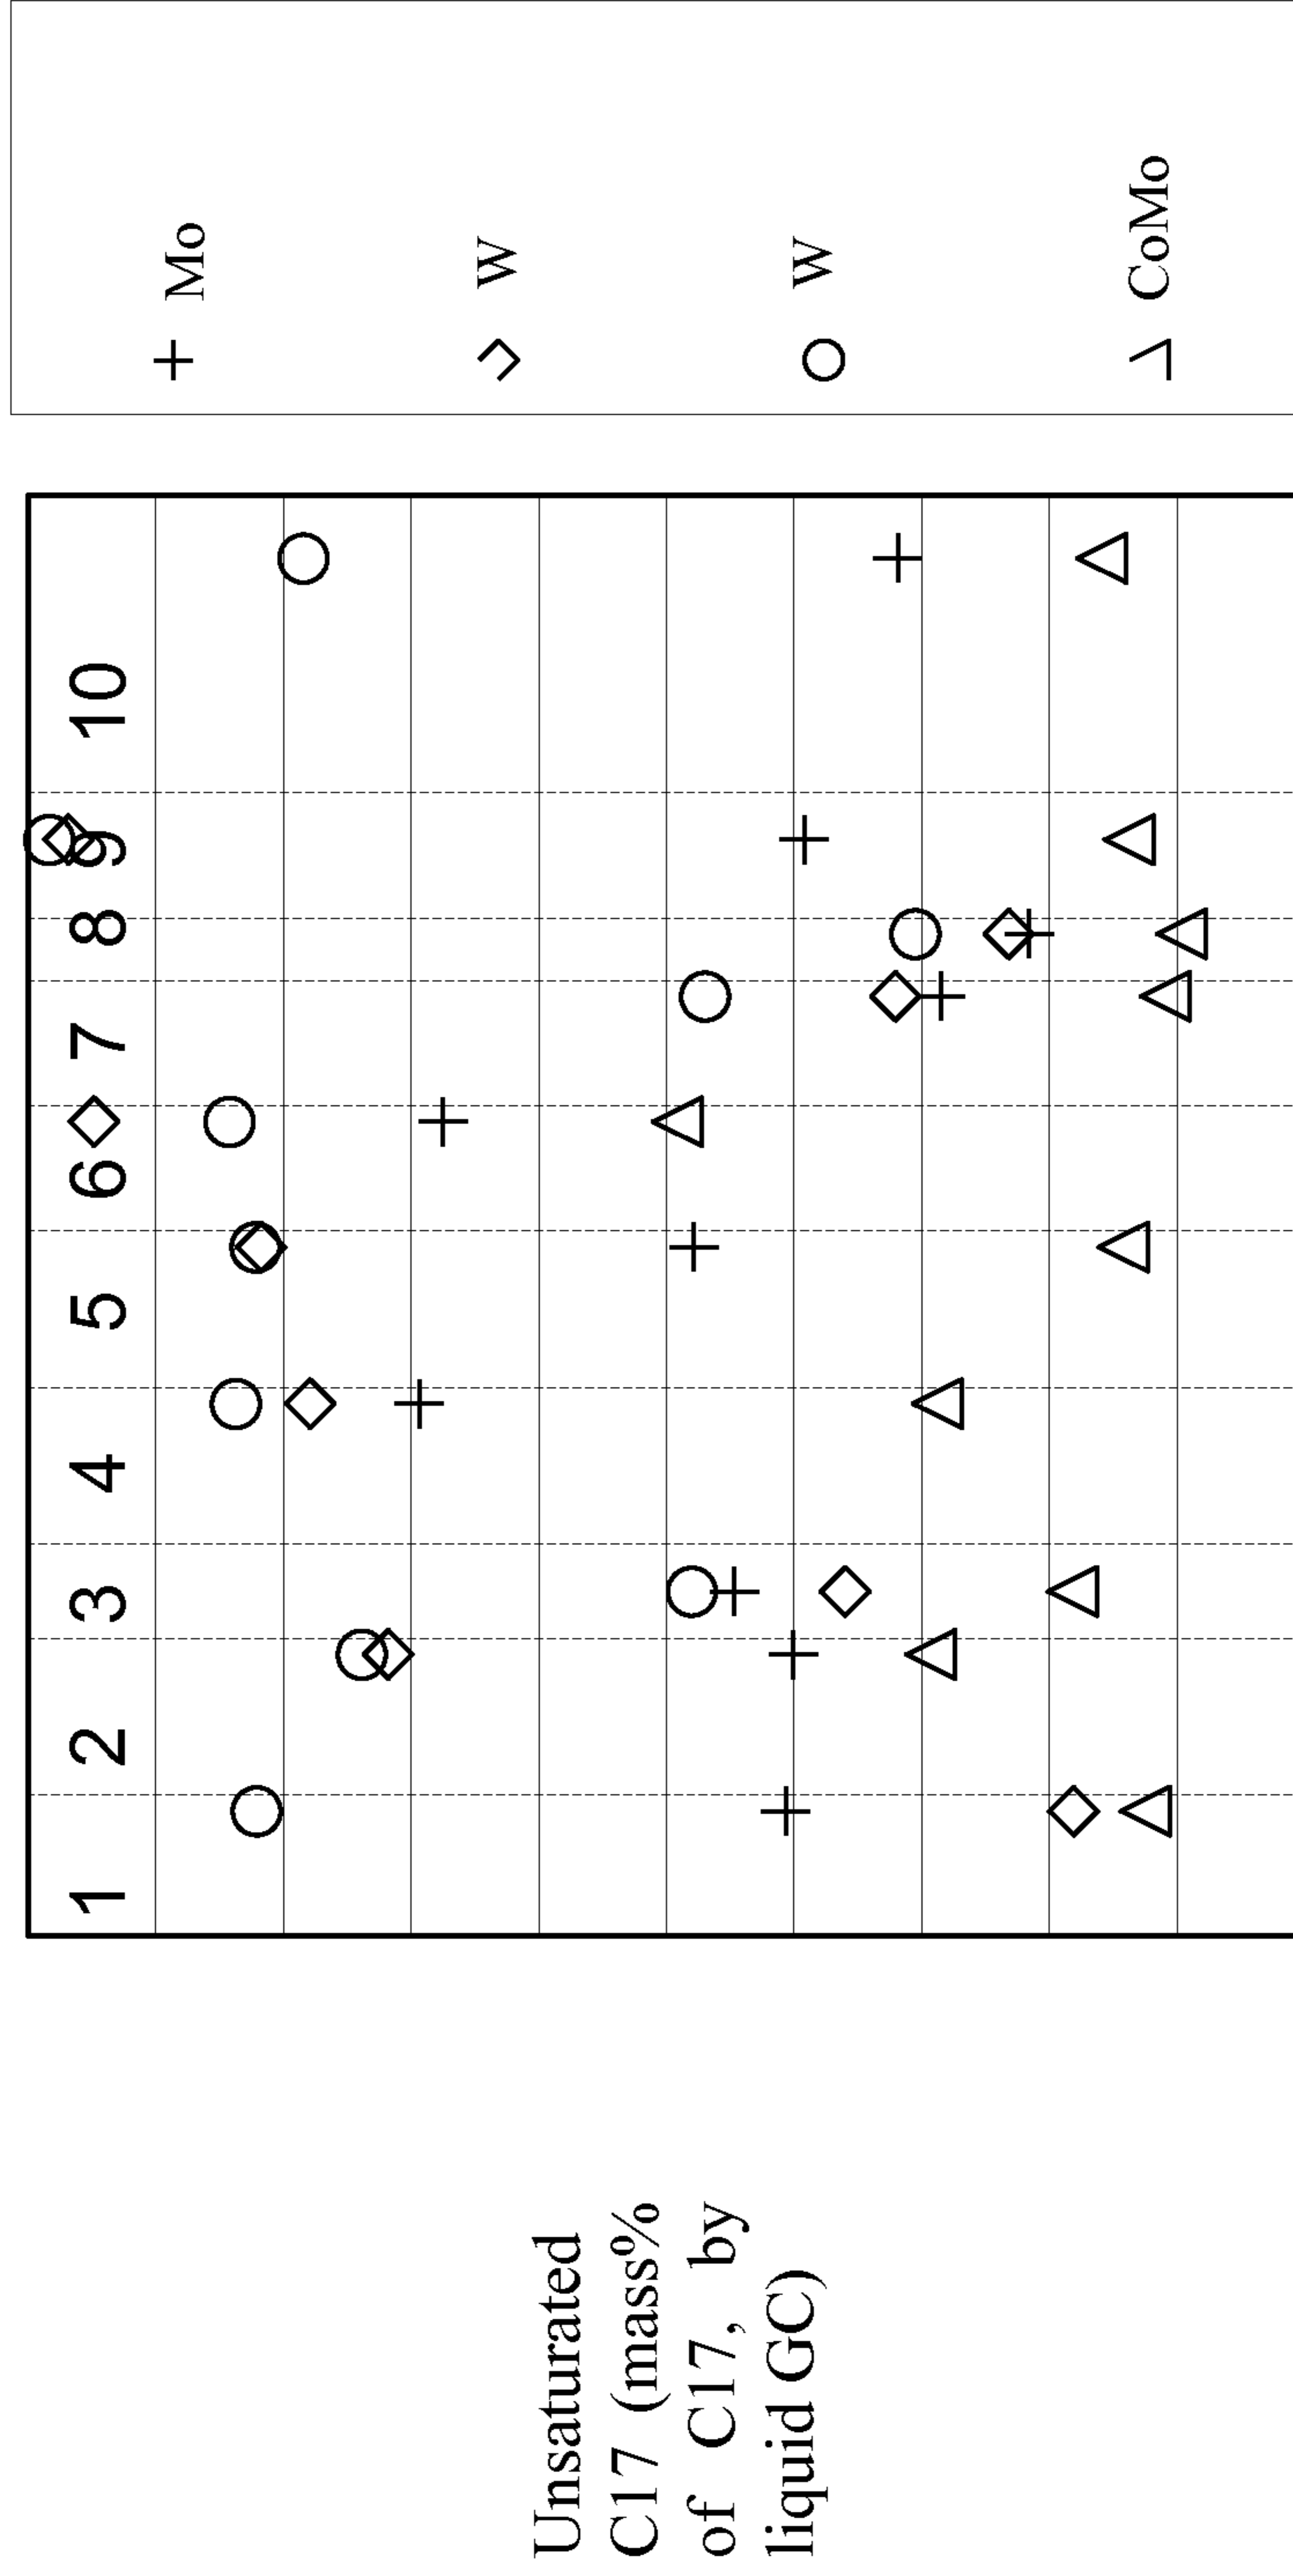 Unsaturated
C17 (mass%
of C17, by
liquid GC)
1 2 3 4 5 6 7 8 9 10
Mo
W
W
CoMo